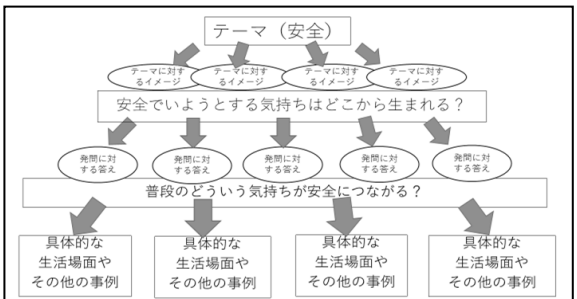 テーマ（安全）
テーマに対す
るイメージ
テーマに対す
るイメージ
テーマに対す
るイメージ
テーマに対す
るイメージ
安全でいようとする気持ちはどこから生まれる？
発問に対
する答え
発問に対
する答え
発問に対
する答え
発問に対
する答え
発問に対
する答え
普段のどういう気持ちが安全につながる？
具体的な
生活場面や
その他の事例
具体的な
生活場面や
その他の事例
具体的な
生活場面や
その他の事例
具体的な
生活場面や
その他の事例